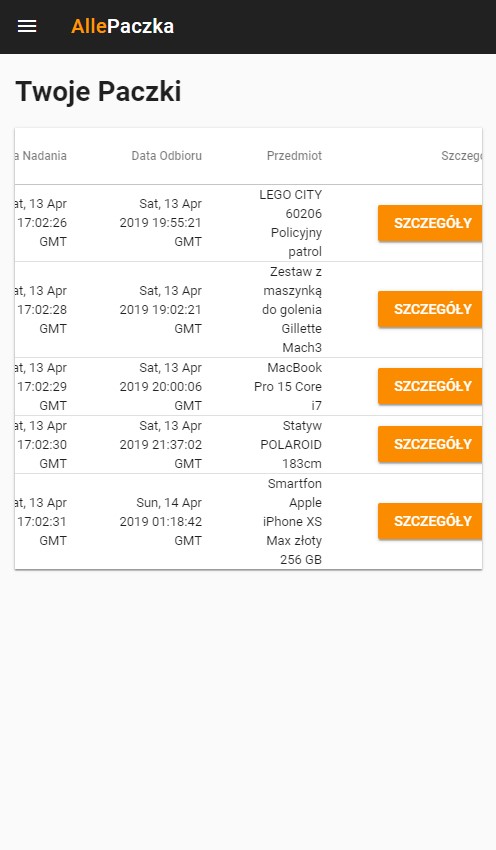 AllePaczka
Twoje Paczki
a Nadania Data Odbioru Przedmiot Szczegó
at, 13 Apr
17:02:26
GMT
Sat, 13 Apr
2019 19:55:21
GMT
LEGO CITY
60206
Policyjny
patrol
SZCZEGÓŁY
at, 13 Apr
17:02:28
GMT
Sat, 13 Apr
2019 19:02:21
GMT
Zestaw z
maszynką
do golenia
Gillette
Mach3
SZCZEGÓŁY
at, 13 Apr
17:02:29
GMT
Sat, 13 Apr
2019 20:00:06
GMT
MacBook
Pro 15 Core
i7
SZCZEGÓŁY
at, 13 Apr
17:02:30
GMT
Sat, 13 Apr
2019 21:37:02
GMT
Statyw
POLAROID
183cm
SZCZEGÓŁY
at, 13 Apr
17:02:31
GMT
Sun, 14 Apr
2019 01:18:42
GMT
Smartfon
Apple
iPhone XS
Max złoty
256 GB
SZCZEGÓŁY